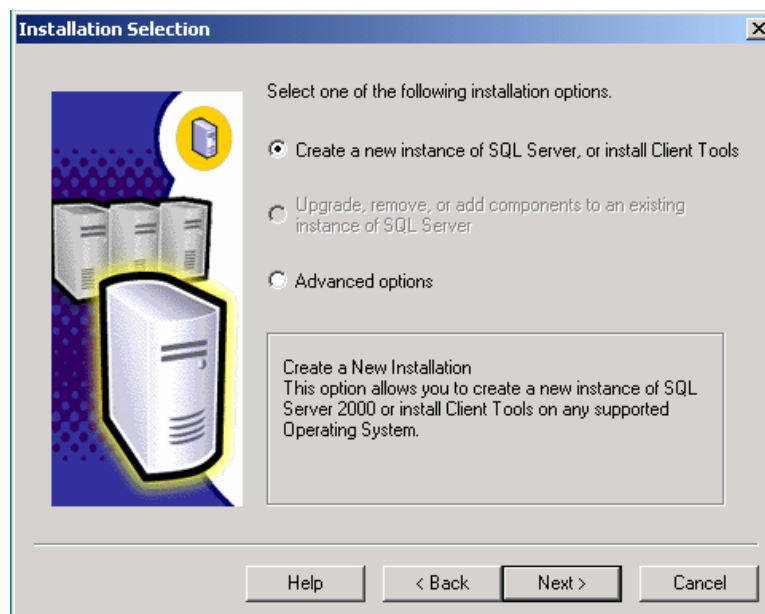 Installation Selection
Select one of the following installation options.
Create a new instance of SQL Server, or install Client Tools
Upgrade, remove, or add components to an existing
instance of SQL Server
Advanced options
Create a New Installation
This option allows you to create a new instance of SQL
Server 2000 or install Client Tools on any supported
Operating System.
Help
< Back
Next >
Cancel